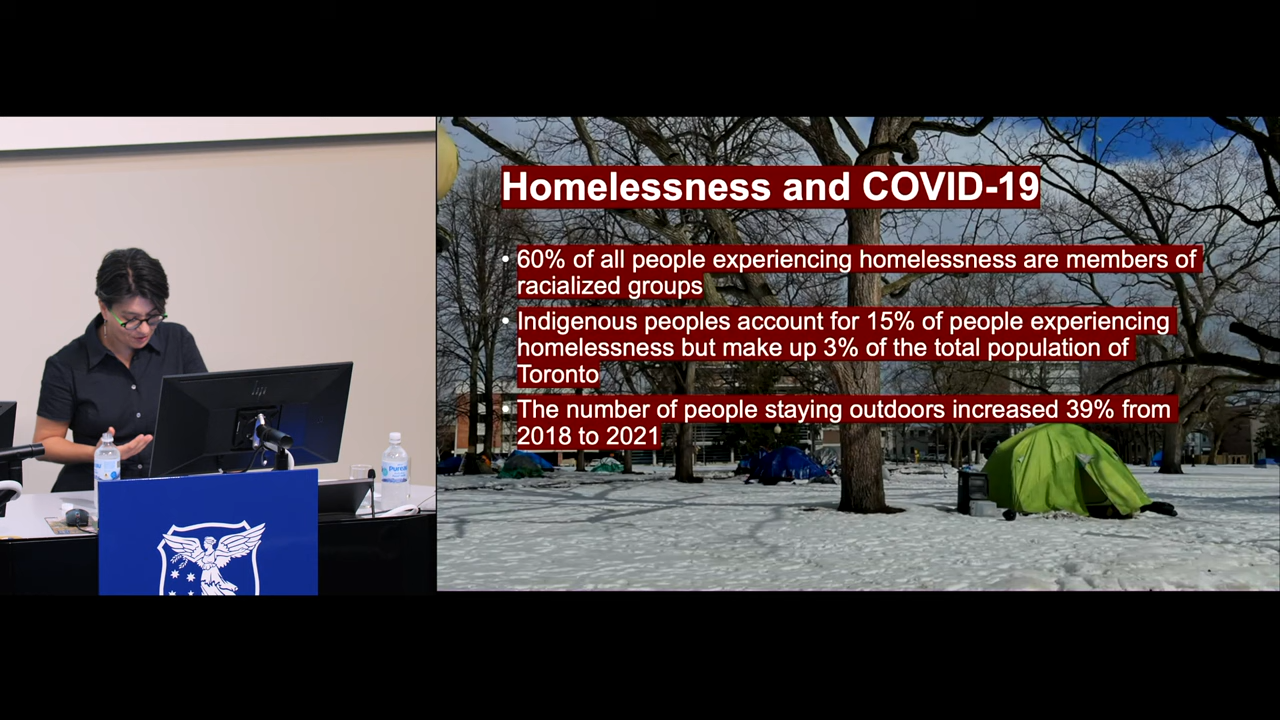 Homelessness and COVID-19
• 60% of all people experiencing homelessness are members of
racialized groups
• Indigenous peoples account for 15% of people experiencing
homelessness but make up 3% of the total population of
Toronto
• The number of people staying outdoors increased 39% from
2018 to 2021
hp
Pureau